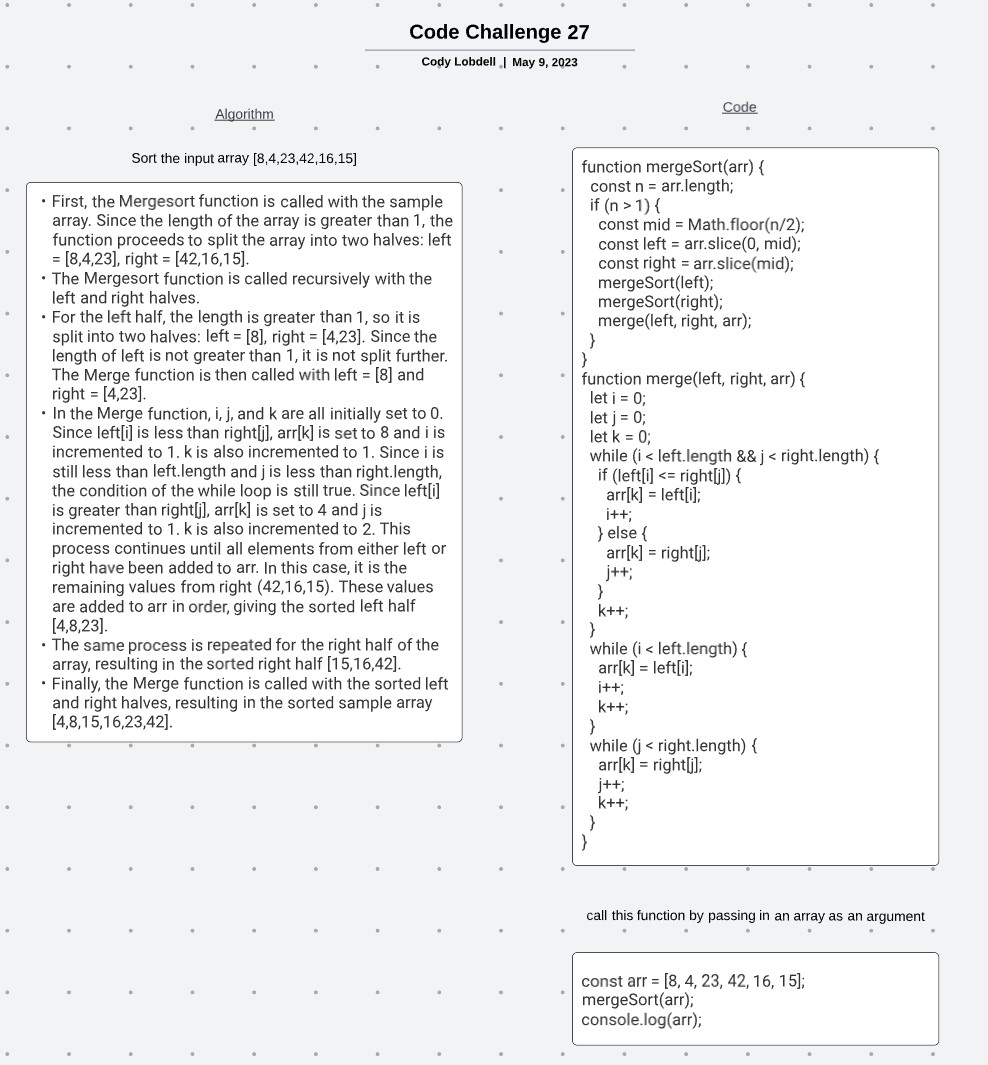 Code Challenge 27
Cody Lobdell | May 9, 2023
Algorithm
Sort the input array [8,4,23,42,16,15]
• First, the Mergesort function is called with the sample
array. Since the length of the array is greater than 1, the
function proceeds to split the array into two halves: left
= [8,4,23], right = [42,16,15].
• The Mergesort function is called recursively with the
left and right halves.
• For the left half, the length is greater than 1, so it is
split into two halves: left = [8], right = [4,23]. Since the
length of left is not greater than 1, it is not split further.
The Merge function is then called with left = [8] and
right = [4,23].
• In the Merge function, i, j, and k are all initially set to 0.
Since left[i] is less than right[j], arr[k] is set to 8 and i is
incremented to 1. k is also incremented to 1. Since i is
still less than left.length and j is less than right.length,
the condition of the while loop is still true. Since left[i]
is greater than right[j], arr[k] is set to 4 and j is
incremented to 1. k is also incremented to 2. This
process continues until all elements from either left or
right have been added to arr. In this case, it is the
remaining values from right (42,16,15). These values
are added to arr in order, giving the sorted left half
[4,8,23].
• The same process is repeated for the right half of the
array, resulting in the sorted right half [15,16,42].
• Finally, the Merge function is called with the sorted left
and right halves, resulting in the sorted sample array
[4,8,15,16,23,42].
Code
function mergeSort(arr) {
const n = arr.length;
if (n > 1) {
const mid = Math.floor(n/2);
const left = arr.slice(0, mid);
const right = arr.slice(mid);
mergeSort(left);
mergeSort(right);
merge(left, right, arr);
}
}
function merge(left, right, arr) {
let i = 0;
let j = 0;
let k = 0;
while (i < left.length && j < right.length) {
if (left[i] <= right[j]) {
arr[k] = left[i];
i++;
} else {
arr[k] = right[j];
j++;
}
k++;
}
while (i < left.length) {
arr[k] = left[i];
i++;
k++;
}
while (j < right.length) {
arr[k] = right[j];
j++;
k++;
}
}
call this function by passing in an array as an argument
const arr = [8, 4, 23, 42, 16, 15];
mergeSort(arr);
console.log(arr);